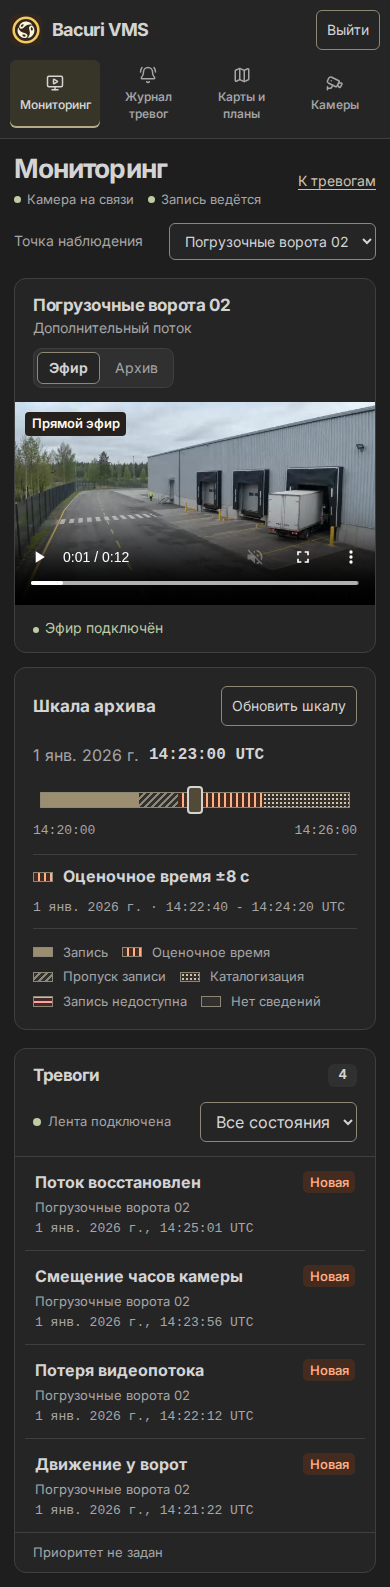 Bacuri VMS
Выйти
Мониторинг
Журнал тревог
Карты и планы
Камеры
Мониторинг
К тревогам
Камера на связи
Запись ведётся
Точка наблюдения
Погрузочные ворота 02
Погрузочные ворота 02
Дополнительный поток
Эфир
Архив
Прямой эфир
0:01 / 0:12
Эфир подключён
Шкала архива
Обновить шкалу
1 янв. 2026 г. 14:23:00 UTC
14:20:00
14:26:00
Оценочное время ±8 с
1 янв. 2026 г. · 14:22:40 - 14:24:20 UTC
Запись
Оценочное время
Пропуск записи
Каталогизация
Запись недоступна
Нет сведений
Тревоги
4
Лента подключена
Все состояния
Поток восстановлен
Новая
Погрузочные ворота 02
1 янв. 2026 г., 14:25:01 UTC
Смещение часов камеры
Новая
Погрузочные ворота 02
1 янв. 2026 г., 14:23:56 UTC
Потеря видеопотока
Новая
Погрузочные ворота 02
1 янв. 2026 г., 14:22:12 UTC
Движение у ворот
Новая
Погрузочные ворота 02
1 янв. 2026 г., 14:21:22 UTC
Приоритет не задан